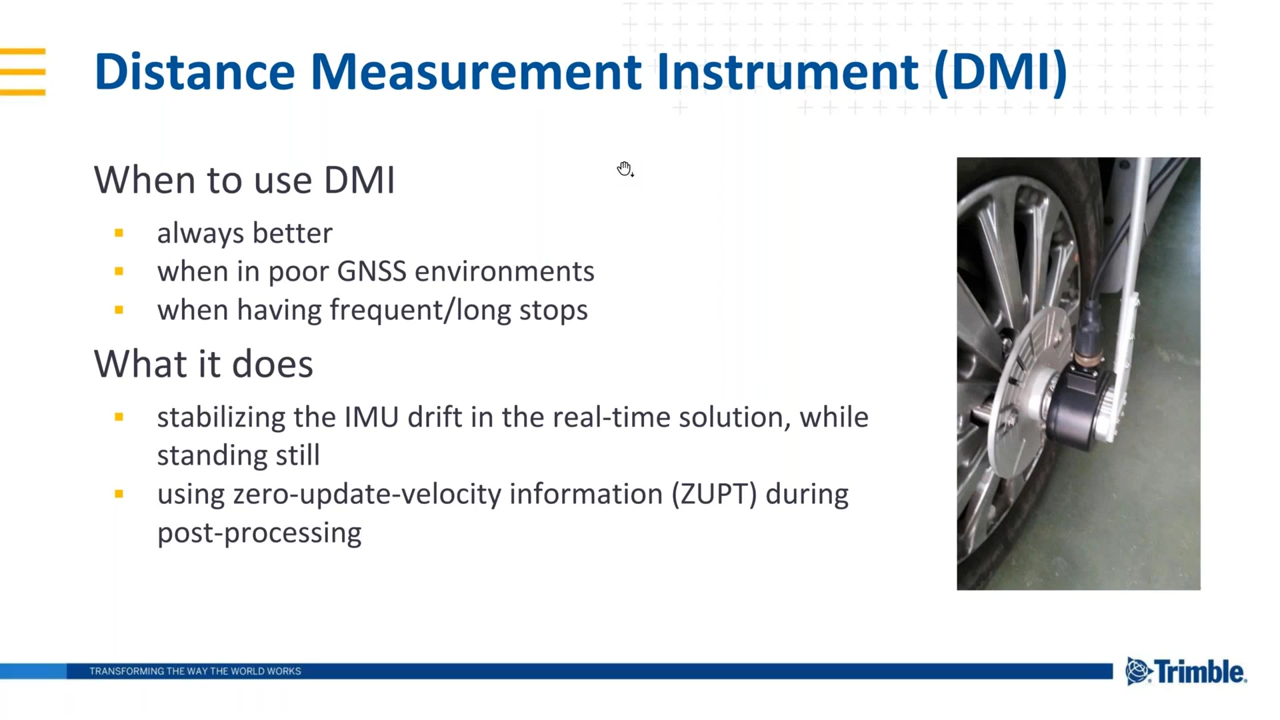 Distance Measurement Instrument (DMI)
When to use DMI
▪ always better
▪ when in poor GNSS environments
▪ when having frequent/long stops
What it does
▪ stabilizing the IMU drift in the real-time solution, while
standing still
▪ using zero-update-velocity information (ZUPT) during
post-processing
TRANSFORMING THE WAY THE WORLD WORKS
Trimble.